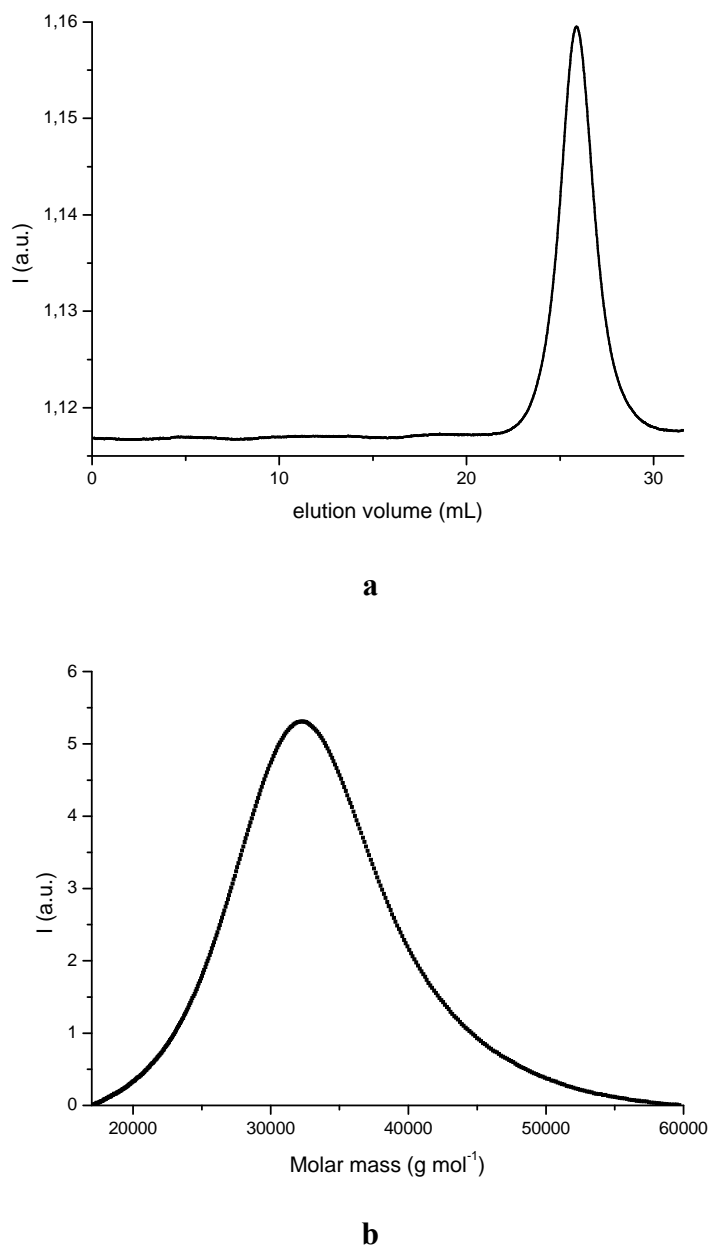 1,16
1,15
1,14
1,13
1,12
I (a.u.)
0 10 20 30
elution volume (mL)
a
6
5
4
3
2
1
0
I (a.u.)
20000 30000 40000 50000 60000
Molar mass (g mol⁻¹)
b